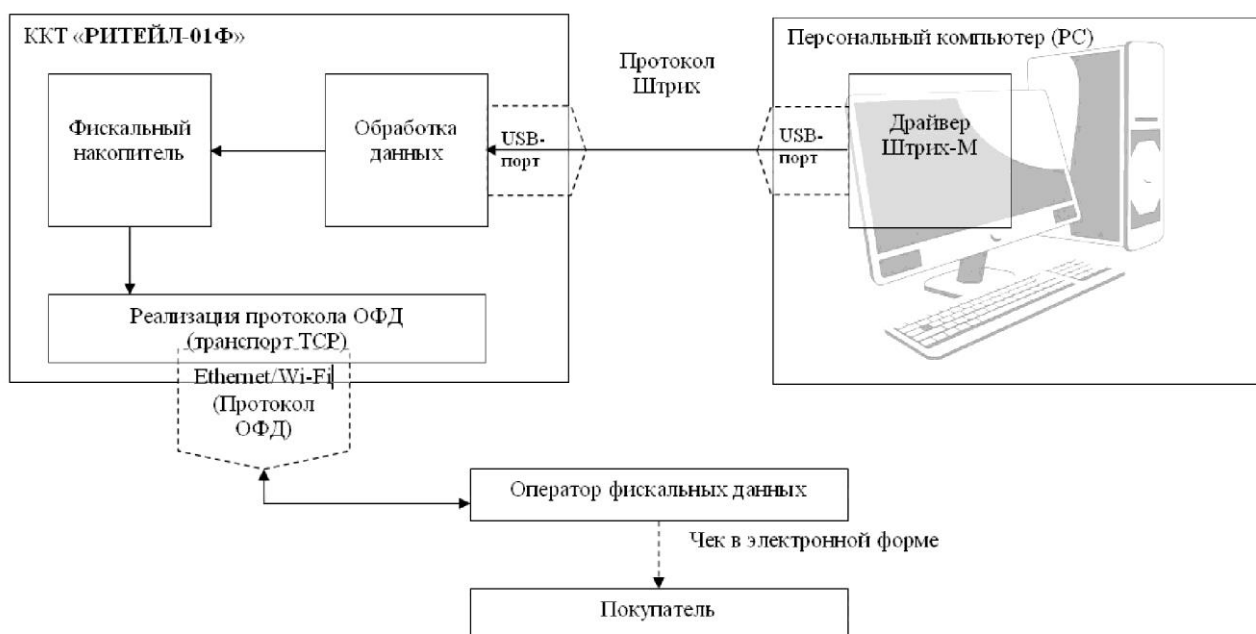 ККТ «РИТЕЙЛ-01Ф»
Фискальный
накопитель
Обработка
данных
USB-
порт
Протокол
Штрих
Персональный компьютер (PC)
USB-
порт
Драйвер
Штрих-М
Реализация протокола ОФД
(транспорт TCP)
Ethernet/Wi-Fi
(Протокол
ОФД)
Оператор фискальных данных
Чек в электронной форме
Покупатель